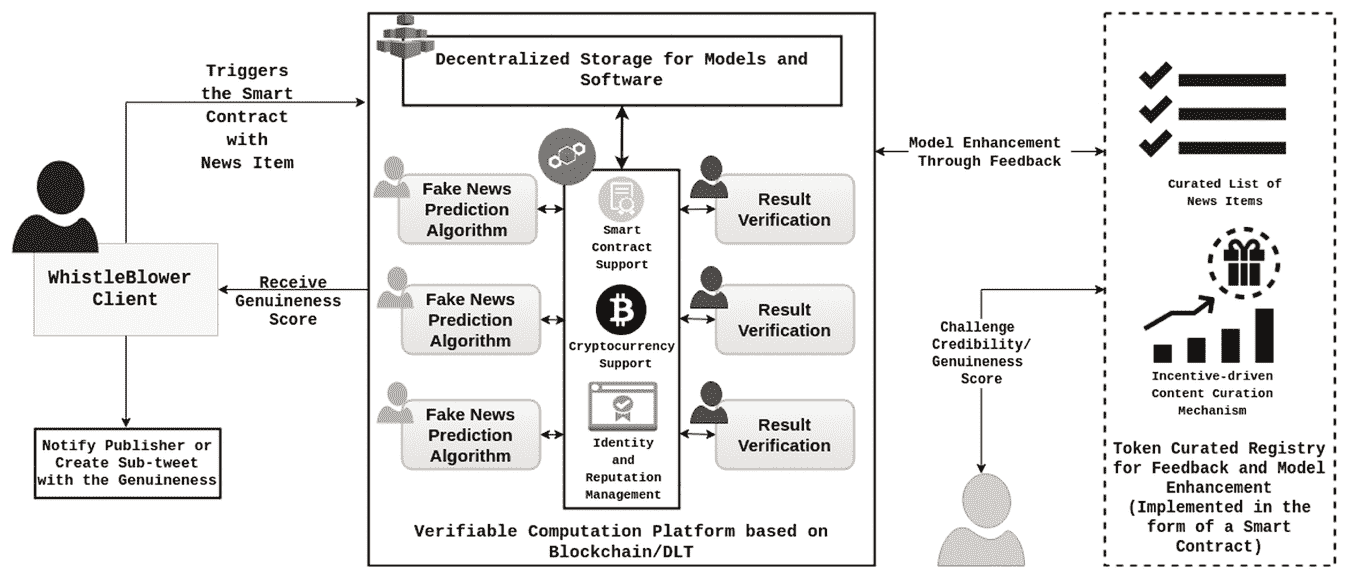 Triggers
the Smart
Contract
with
News Item
WhistleBlower
Client
Receive
Genuineness
Score
Notify Publisher or
Create Sub-tweet
with the Genuineness
Decentralized Storage for Models and
Software
Fake News
Prediction
Algorithm
Fake News
Prediction
Algorithm
Fake News
Prediction
Algorithm
Smart
Contract
Support
Cryptocurrency
Support
Identity
and
Reputation
Management
Result
Verification
Result
Verification
Result
Verification
Verifiable Computation Platform based on
Blockchain/DLT
Model Enhancement
Through Feedback
Challenge
Credibility/
Genuineness
Score
Curated List of
News Items
Incentive-driven
Content Curation
Mechanism
Token Curated Registry
for Feedback and Model
Enhancement
(Implemented in the
form of a Smart
Contract)